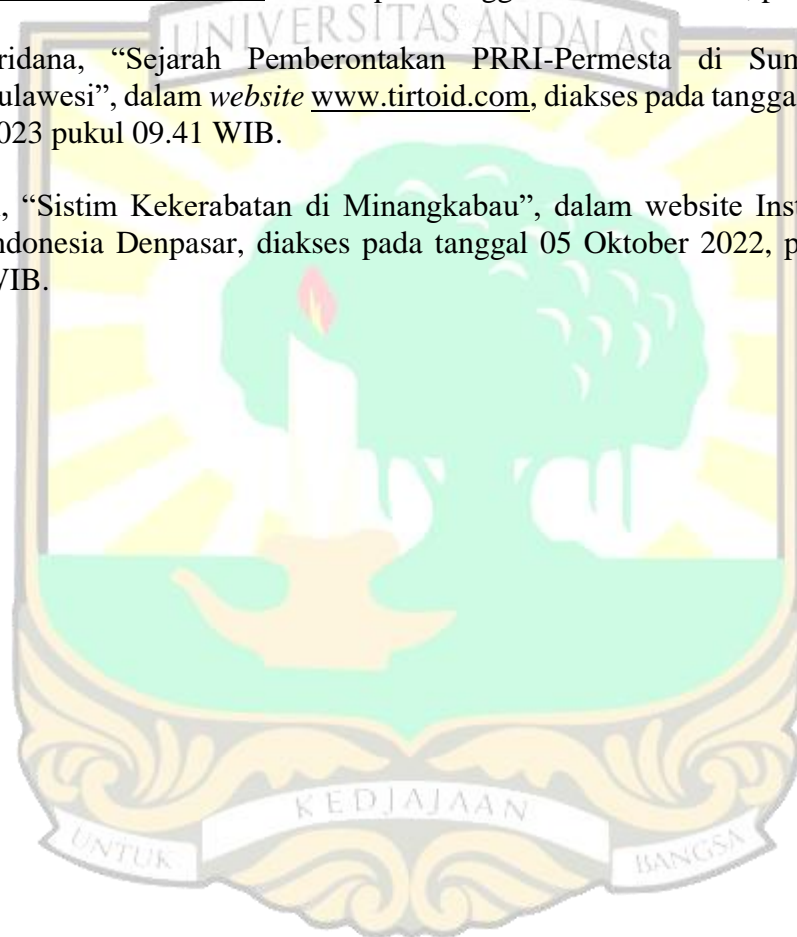 UNIVERSITAS ANDALAS
ridana, “Sejarah Pemberontakan PRRI-Permesta di Sum
ulawesi”, dalam website www.tirtoid.com, diakses pada tangga
023 pukul 09.41 WIB.
, “Sistim Kekerabatan di Minangkabau”, dalam website Inst
ndonesia Denpasar, diakses pada tanggal 05 Oktober 2022, p
WIB.
KEDJAJAAN
UNTUK
BANGSA